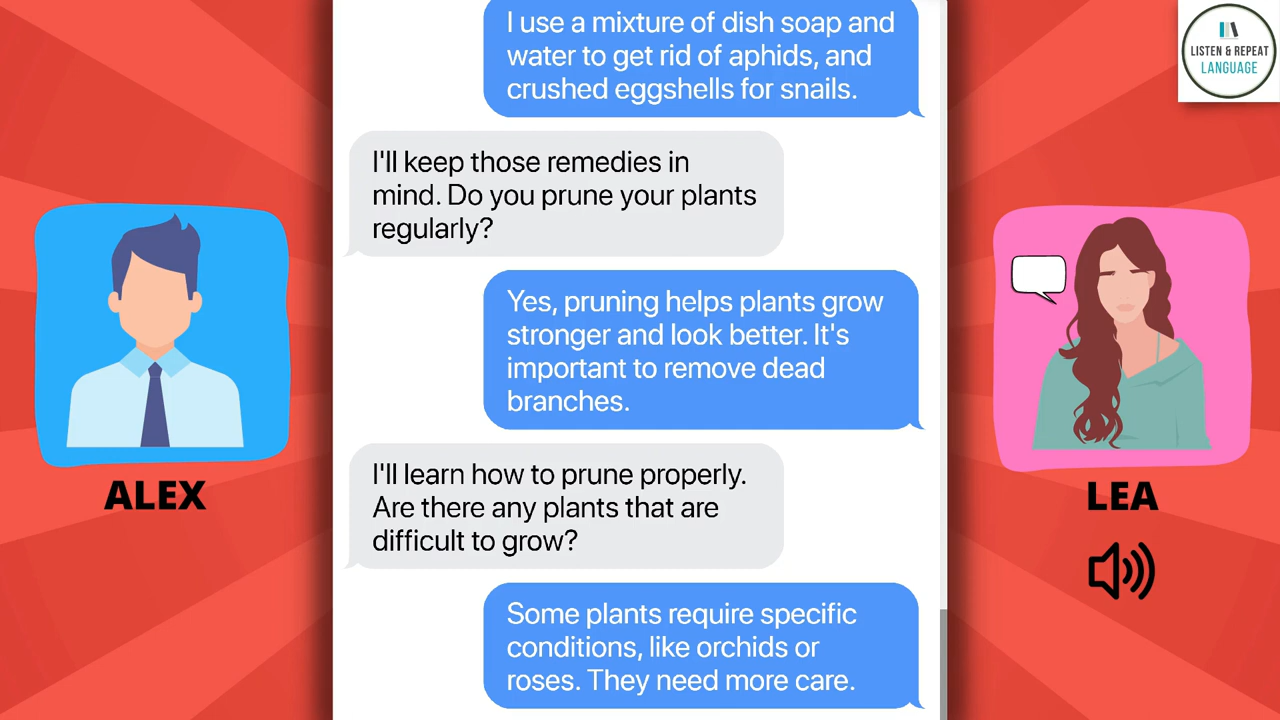 I use a mixture of dish soap and
water to get rid of aphids, and
crushed eggshells for snails.
I'll keep those remedies in
mind. Do you prune your plants
regularly?
Yes, pruning helps plants grow
stronger and look better. It's
important to remove dead
branches.
I'll learn how to prune properly.
Are there any plants that are
difficult to grow?
Some plants require specific
conditions, like orchids or
roses. They need more care.
ALEX
LEA
LISTEN & REPEAT
LANGUAGE